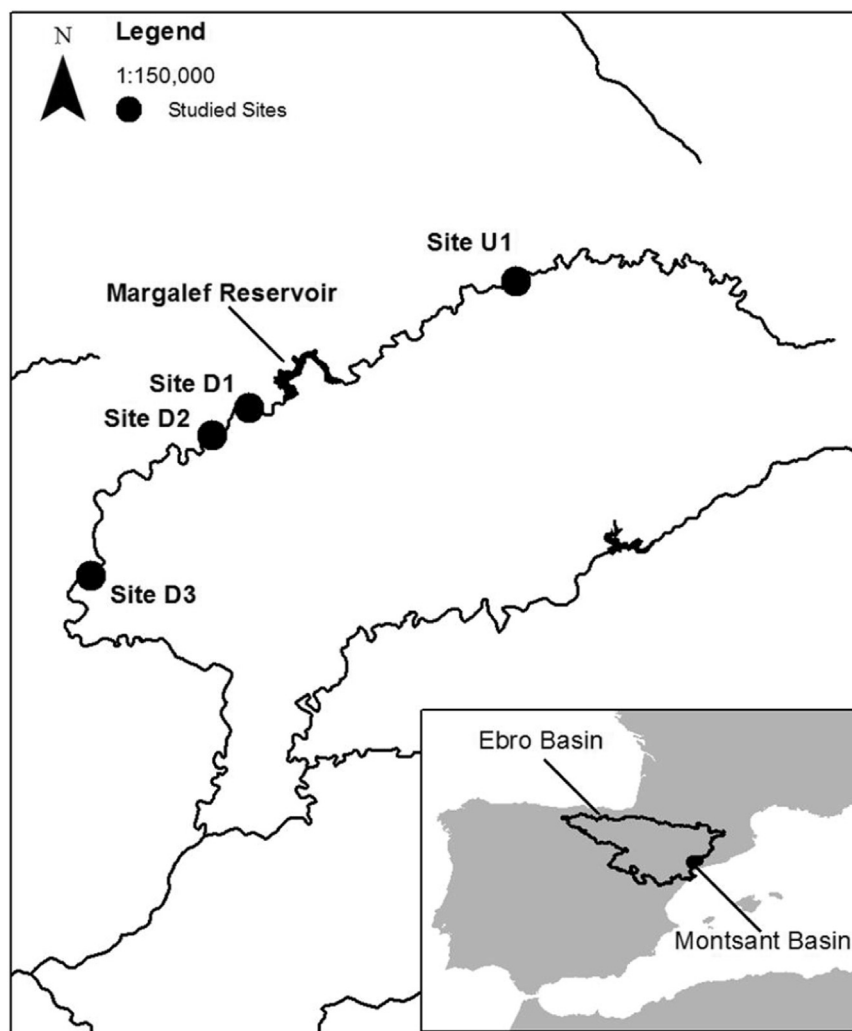 N
Legend
1:150,000
Studied Sites
Site U1
Margalef Reservoir
Site D1
Site D2
Site D3
Ebro Basin
Montsant Basin